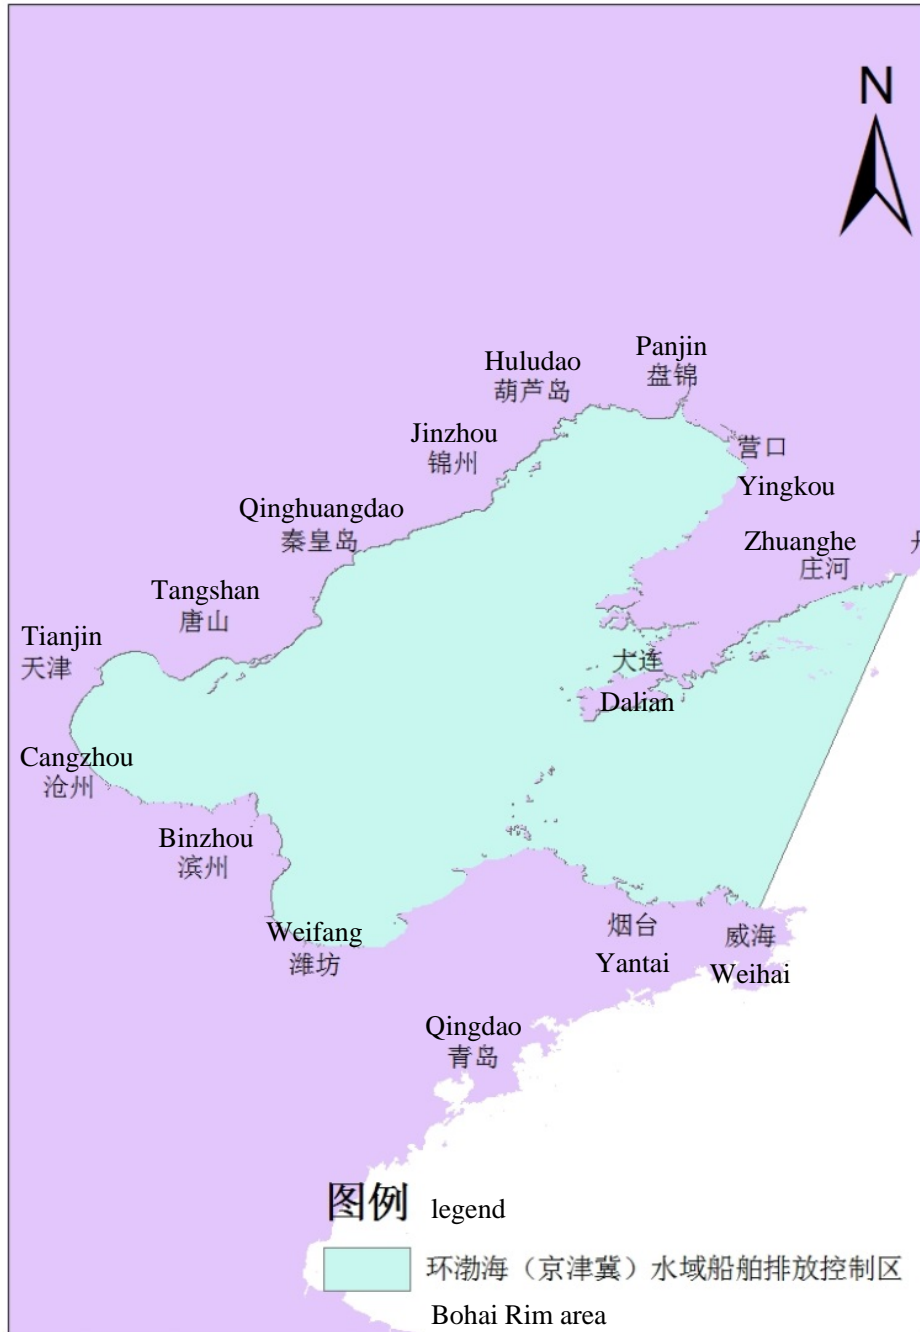 N
Panjin
盘锦
Huludao
葫芦岛
Jinzhou
锦州
营口
Yingkou
Qinghuangdao
秦皇岛
Zhuanghe
庄河
Tangshan
唐山
Tianjin
天津
大连
Dalian
Cangzhou
沧州
Binzhou
滨州
Weifang
潍坊
烟台
Yantai
威海
Weihai
Qingdao
青岛
图例 legend
环渤海（京津冀）水域船舶排放控制区
Bohai Rim area